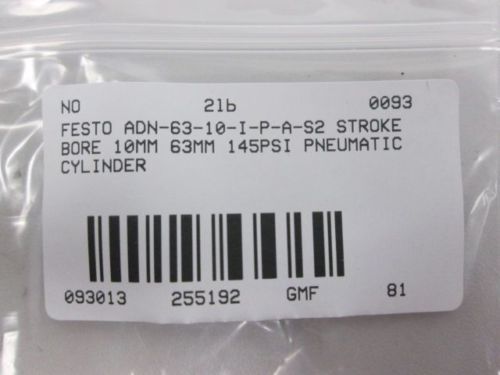 NO 21b 0093
FESTO ADN-63-10-I-P-A-S2 STROKE
BORE 10MM 63MM 145PSI PNEUMATIC
CYLINDER
093013 255192 GMF 81